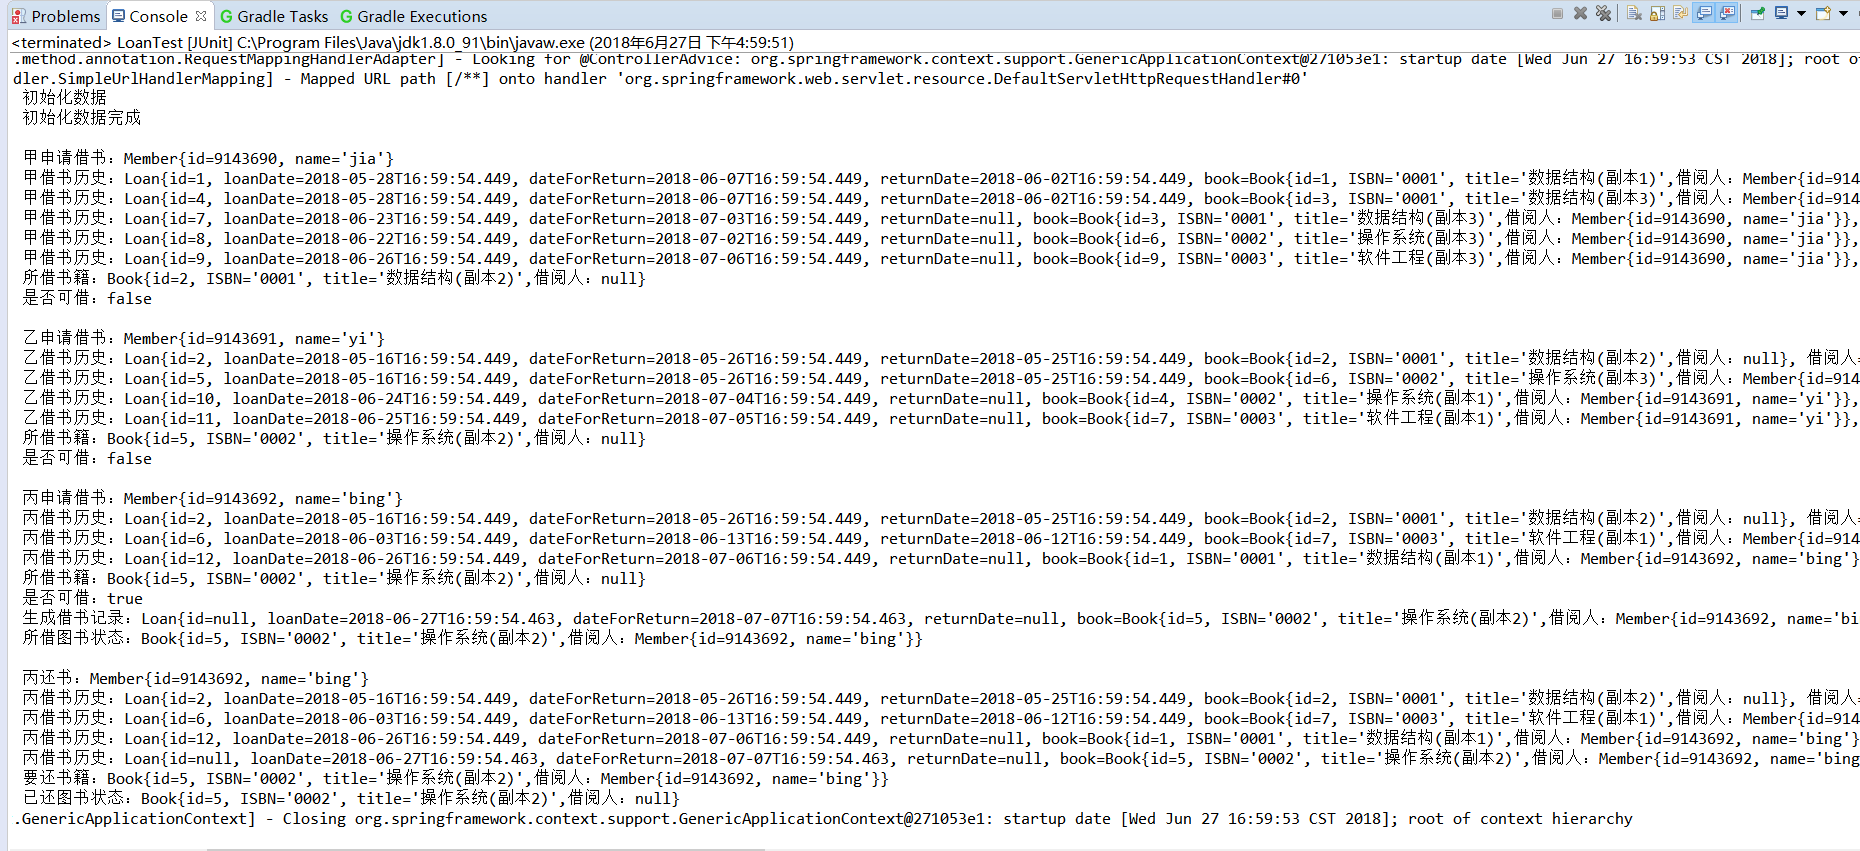 Problems Console Gradle Tasks Gradle Executions
<terminated> LoanTest [JUnit] C:\Program Files\Java\jdk1.8.0_91\bin\javaw.exe (2018年6月27日 下午4:59:51)
.method.annotation.RequestMappingHandlerAdapter] - Looking for @ControllerAdvice: org.springframework.context.support.GenericApplicationContext@271053e1: startup date [Wed Jun 27 16:59:53 CST 2018]; root o
dler.SimpleUrlHandlerMapping] - Mapped URL path [/**] onto handler 'org.springframework.web.servlet.resource.DefaultServletHttpRequestHandler#0'
初始化数据
初始化数据完成
甲申请借书：Member{id=9143690, name='jia'}
甲借书历史：Loan{id=1, loanDate=2018-05-28T16:59:54.449, dateForReturn=2018-06-07T16:59:54.449, returnDate=2018-06-02T16:59:54.449, book=Book{id=1, ISBN='0001', title='数据结构(副本1)',借阅人：Member{id=914
甲借书历史：Loan{id=4, loanDate=2018-05-28T16:59:54.449, dateForReturn=2018-06-07T16:59:54.449, returnDate=2018-06-02T16:59:54.449, book=Book{id=3, ISBN='0001', title='数据结构(副本3)',借阅人：Member{id=914
甲借书历史：Loan{id=7, loanDate=2018-06-23T16:59:54.449, dateForReturn=2018-07-03T16:59:54.449, returnDate=null, book=Book{id=3, ISBN='0001', title='数据结构(副本3)',借阅人：Member{id=9143690, name='jia'}},
甲借书历史：Loan{id=8, loanDate=2018-06-22T16:59:54.449, dateForReturn=2018-07-02T16:59:54.449, returnDate=null, book=Book{id=6, ISBN='0002', title='操作系统(副本3)',借阅人：Member{id=9143690, name='jia'}},
甲借书历史：Loan{id=9, loanDate=2018-06-26T16:59:54.449, dateForReturn=2018-07-06T16:59:54.449, returnDate=null, book=Book{id=9, ISBN='0003', title='软件工程(副本3)',借阅人：Member{id=9143690, name='jia'}},
所借书籍：Book{id=2, ISBN='0001', title='数据结构(副本2)',借阅人：null}
是否可借：false
乙申请借书：Member{id=9143691, name='yi'}
乙借书历史：Loan{id=2, loanDate=2018-05-16T16:59:54.449, dateForReturn=2018-05-26T16:59:54.449, returnDate=2018-05-25T16:59:54.449, book=Book{id=2, ISBN='0001', title='数据结构(副本2)',借阅人：null}, 借阅人:
乙借书历史：Loan{id=5, loanDate=2018-05-16T16:59:54.449, dateForReturn=2018-05-26T16:59:54.449, returnDate=2018-05-25T16:59:54.449, book=Book{id=6, ISBN='0002', title='操作系统(副本3)',借阅人：Member{id=914
乙借书历史：Loan{id=10, loanDate=2018-06-24T16:59:54.449, dateForReturn=2018-07-04T16:59:54.449, returnDate=null, book=Book{id=4, ISBN='0002', title='操作系统(副本1)',借阅人：Member{id=9143691, name='yi'}},
乙借书历史：Loan{id=11, loanDate=2018-06-25T16:59:54.449, dateForReturn=2018-07-05T16:59:54.449, returnDate=null, book=Book{id=7, ISBN='0003', title='软件工程(副本1)',借阅人：Member{id=9143691, name='yi'}},
所借书籍：Book{id=5, ISBN='0002', title='操作系统(副本2)',借阅人：null}
是否可借：false
丙申请借书：Member{id=9143692, name='bing'}
丙借书历史：Loan{id=2, loanDate=2018-05-16T16:59:54.449, dateForReturn=2018-05-26T16:59:54.449, returnDate=2018-05-25T16:59:54.449, book=Book{id=2, ISBN='0001', title='数据结构(副本2)',借阅人：null}, 借阅人:
丙借书历史：Loan{id=6, loanDate=2018-06-03T16:59:54.449, dateForReturn=2018-06-13T16:59:54.449, returnDate=2018-06-12T16:59:54.449, book=Book{id=7, ISBN='0003', title='软件工程(副本1)',借阅人：Member{id=914
丙借书历史：Loan{id=12, loanDate=2018-06-26T16:59:54.449, dateForReturn=2018-07-06T16:59:54.449, returnDate=null, book=Book{id=1, ISBN='0001', title='数据结构(副本1)',借阅人：Member{id=9143692, name='bing'}
所借书籍：Book{id=5, ISBN='0002', title='操作系统(副本2)',借阅人：null}
是否可借：true
生成借书记录：Loan{id=null, loanDate=2018-06-27T16:59:54.463, dateForReturn=2018-07-07T16:59:54.463, returnDate=null, book=Book{id=5, ISBN='0002', title='操作系统(副本2)',借阅人：Member{id=9143692, name='bi
所借图书状态：Book{id=5, ISBN='0002', title='操作系统(副本2)',借阅人：Member{id=9143692, name='bing'}}
丙还书：Member{id=9143692, name='bing'}
丙借书历史：Loan{id=2, loanDate=2018-05-16T16:59:54.449, dateForReturn=2018-05-26T16:59:54.449, returnDate=2018-05-25T16:59:54.449, book=Book{id=2, ISBN='0001', title='数据结构(副本2)',借阅人：null}, 借阅人:
丙借书历史：Loan{id=6, loanDate=2018-06-03T16:59:54.449, dateForReturn=2018-06-13T16:59:54.449, returnDate=2018-06-12T16:59:54.449, book=Book{id=7, ISBN='0003', title='软件工程(副本1)',借阅人：Member{id=914
丙借书历史：Loan{id=12, loanDate=2018-06-26T16:59:54.449, dateForReturn=2018-07-06T16:59:54.449, returnDate=null, book=Book{id=1, ISBN='0001', title='数据结构(副本1)',借阅人：Member{id=9143692, name='bing'}
丙借书历史：Loan{id=null, loanDate=2018-06-27T16:59:54.463, dateForReturn=2018-07-07T16:59:54.463, returnDate=null, book=Book{id=5, ISBN='0002', title='操作系统(副本2)',借阅人：Member{id=9143692, name='bing
要还书籍：Book{id=5, ISBN='0002', title='操作系统(副本2)',借阅人：Member{id=9143692, name='bing'}}
已还图书状态：Book{id=5, ISBN='0002', title='操作系统(副本2)',借阅人：null}
.GenericApplicationContext] - Closing org.springframework.context.support.GenericApplicationContext@271053e1: startup date [Wed Jun 27 16:59:53 CST 2018]; root of context hierarchy